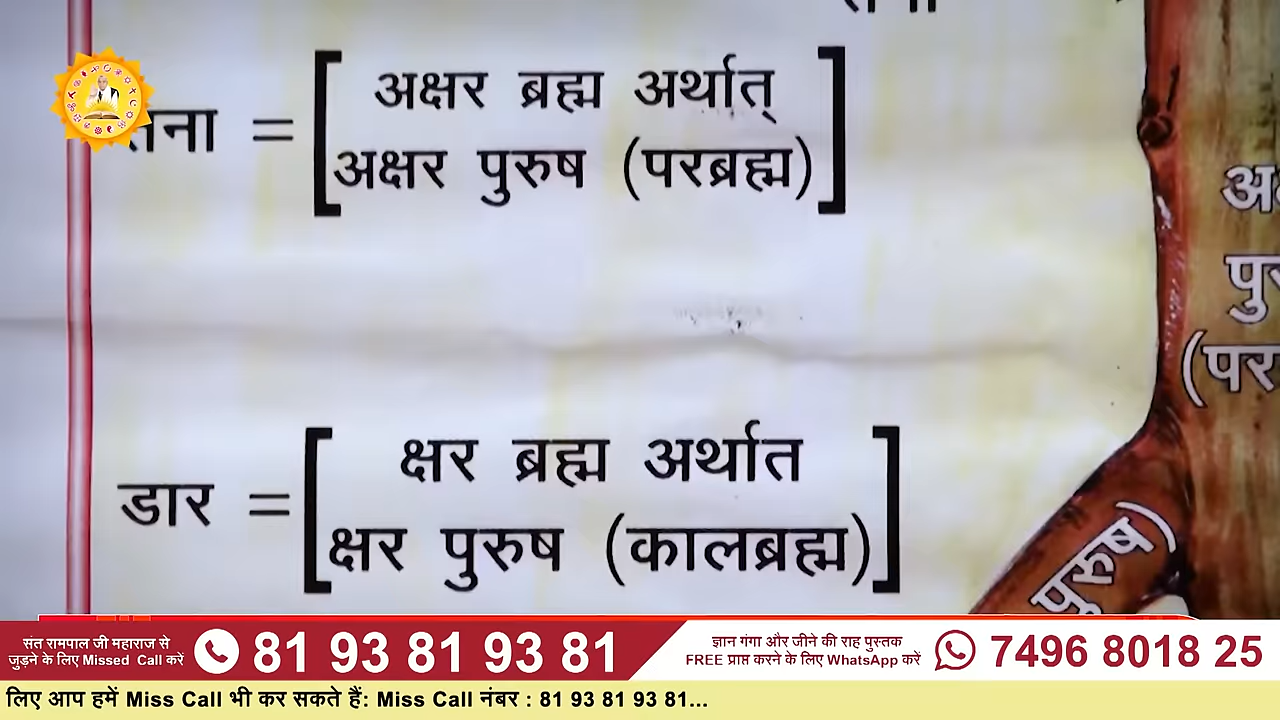 तना =
अक्षर ब्रह्म अर्थात्
अक्षर पुरुष (परब्रह्म)
डार =
क्षर ब्रह्म अर्थात
क्षर पुरुष (कालब्रह्म)
पुरुष)
संत रामपाल जी महाराज से
जुड़ने के लिए Missed Call करें
81 93 81 93 81
ज्ञान गंगा और जीने की राह पुस्तक
FREE प्राप्त करने के लिए WhatsApp करें
7496 8018 25
लिए आप हमें Miss Call भी कर सकते हैं: Miss Call नंबर : 81 93 81 93 81...